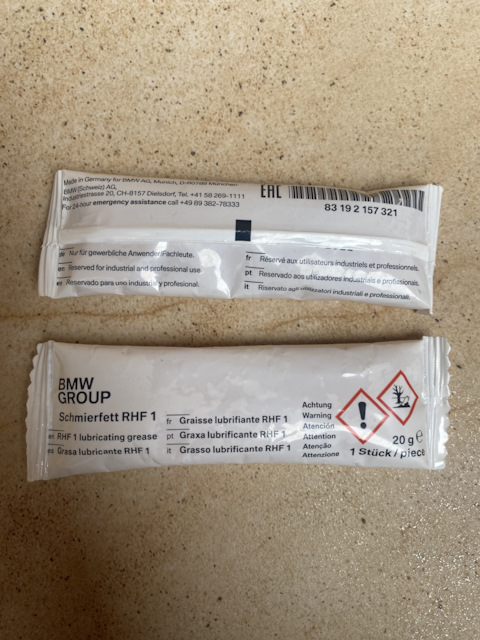 Made in Germany for BMW AG, Munich, D-80788 München
BMW (Schweiz) AG,
Industriestrasse 20, CH-8157 Dielsdorf, Tel. +41 58 269-1111
For 24-hour emergency assistance call +49 89 382-78333
EAC
83 19 2 157 321
de Nur für gewerbliche Anwender/Fachleute.
en Reserved for industrial and professional use
es Reservado para uso industrial y profesional.
fr Réservé aux utilisateurs industriels et professionnels.
pt Reservado aos utilizadores industriais e profissionais.
it Riservato agli utilizzatori industriali e professionali.
BMW
GROUP
Schmierfett RHF 1
en RHF 1 lubricating grease
es Grasa lubricante RHF 1
fr Graisse lubrifiante RHF 1
pt Graxa lubrificante RHF 1
it Grasso lubrificante RHF 1
Achtung
Warning
Atención
Attention
Atenção
Attenzione
20 g ℮
1 Stück / piece